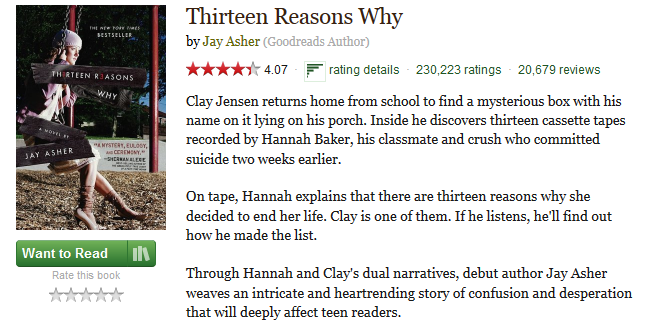 Thirteen Reasons Why
by Jay Asher (Goodreads Author)
4.07 · rating details · 230,223 ratings · 20,679 reviews
Clay Jensen returns home from school to find a mysterious box with his
name on it lying on his porch. Inside he discovers thirteen cassette tapes
recorded by Hannah Baker, his classmate and crush who committed
suicide two weeks earlier.
On tape, Hannah explains that there are thirteen reasons why she
decided to end her life. Clay is one of them. If he listens, he'll find out
how he made the list.
Through Hannah and Clay's dual narratives, debut author Jay Asher
weaves an intricate and heartrending story of confusion and desperation
that will deeply affect teen readers.
THE NEW YORK TIMES
BESTSELLER
TH1RTEEN R3ASONS
WHY
A NOVEL BY
JAY ASHER
"A MYSTERY, EULOGY,
AND CEREMONY."
—SHERMAN ALEXIE
Want to Read
Rate this book